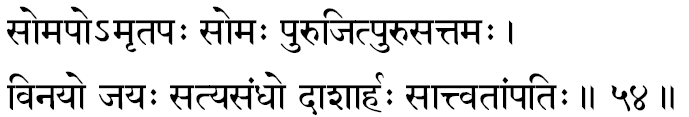 सोमपोऽमृतपः सोमः पुरुजित्पुरुसत्तमः ।
विनयो जयः सत्यसंधो दाशार्हः सात्त्वतांपतिः ॥ ५४ ॥